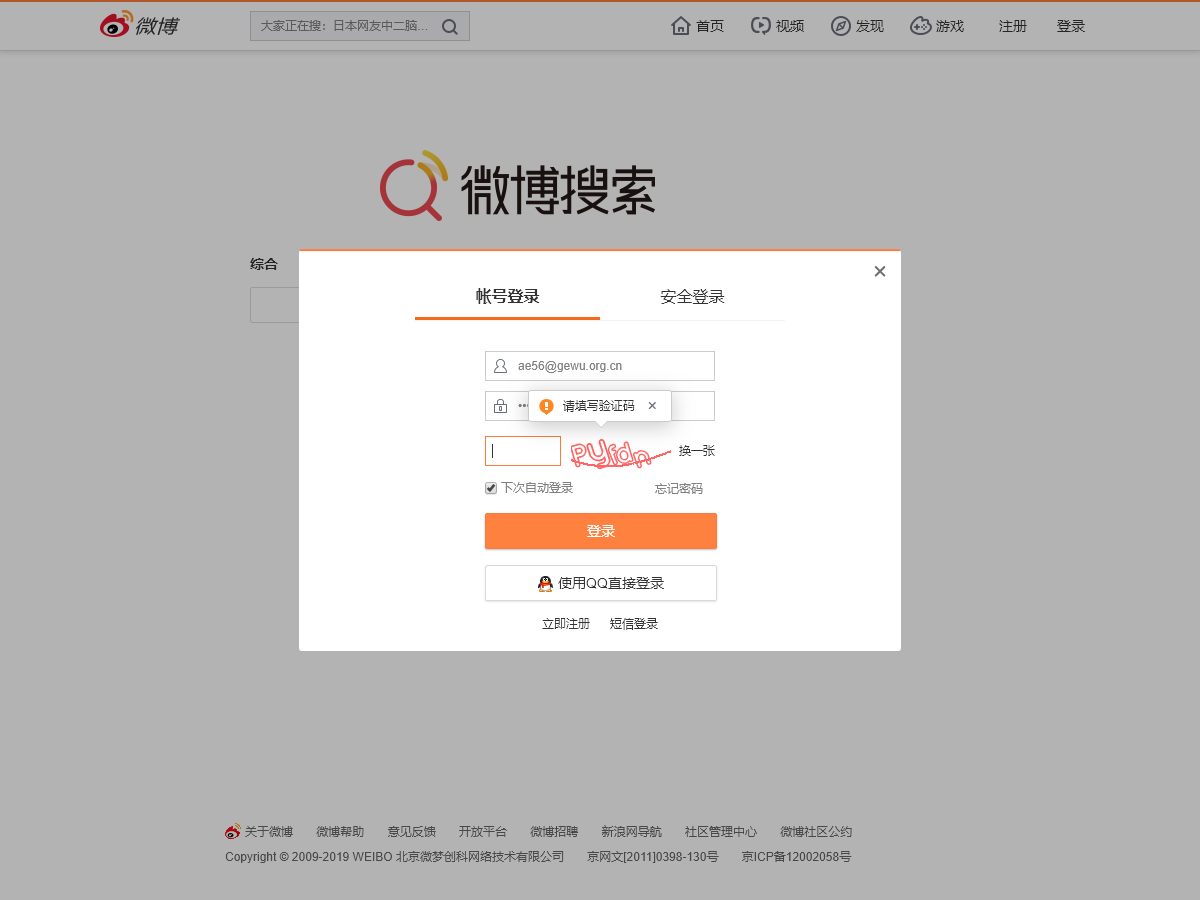 微博
大家正在搜：日本网友中二脑...
首页 视频 发现 游戏 注册 登录
微博搜索
综合
帐号登录 安全登录
ae56@gewu.org.cn
请填写验证码
PYfdn 换一张
下次自动登录 忘记密码
登录
使用QQ直接登录
立即注册 短信登录
关于微博 微博帮助 意见反馈 开放平台 微博招聘 新浪网导航 社区管理中心 微博社区公约
Copyright © 2009-2019 WEIBO 北京微梦创科网络技术有限公司 京网文[2011]0398-130号 京ICP备12002058号